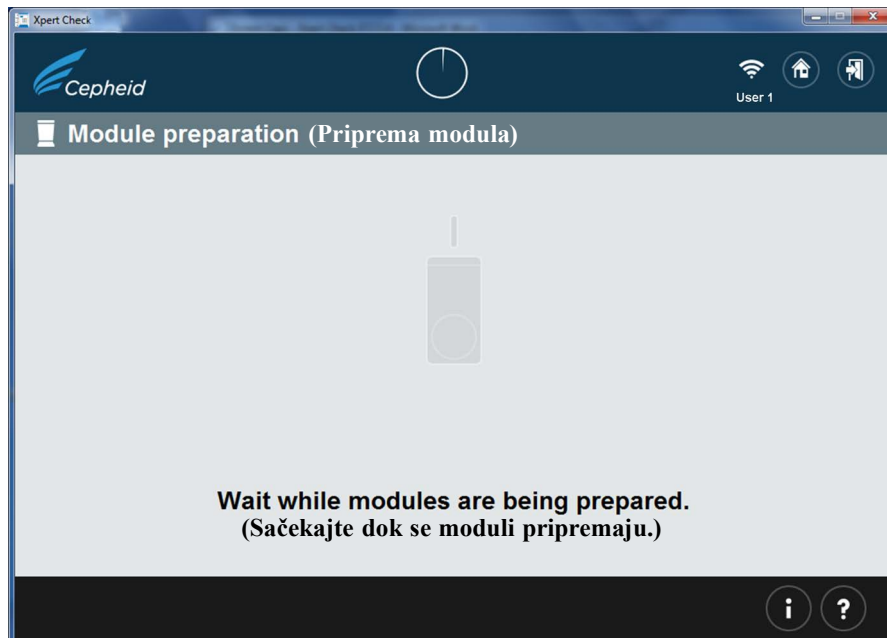 Xpert Check
Cepheid
User 1
Module preparation (Priprema modula)
Wait while modules are being prepared.
(Sačekajte dok se moduli pripremaju.)
i ?